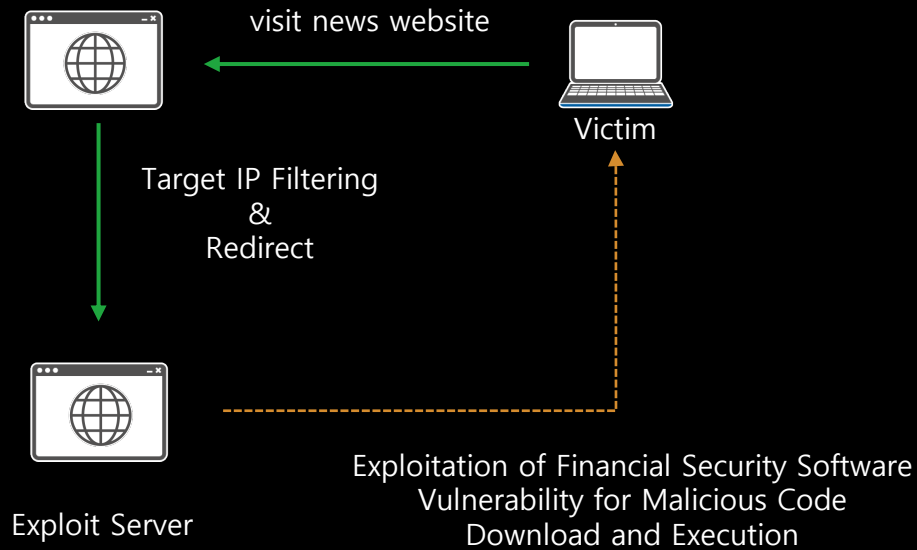 visit news website
Victim
Target IP Filtering
&
Redirect
Exploit Server
Exploitation of Financial Security Software
Vulnerability for Malicious Code
Download and Execution